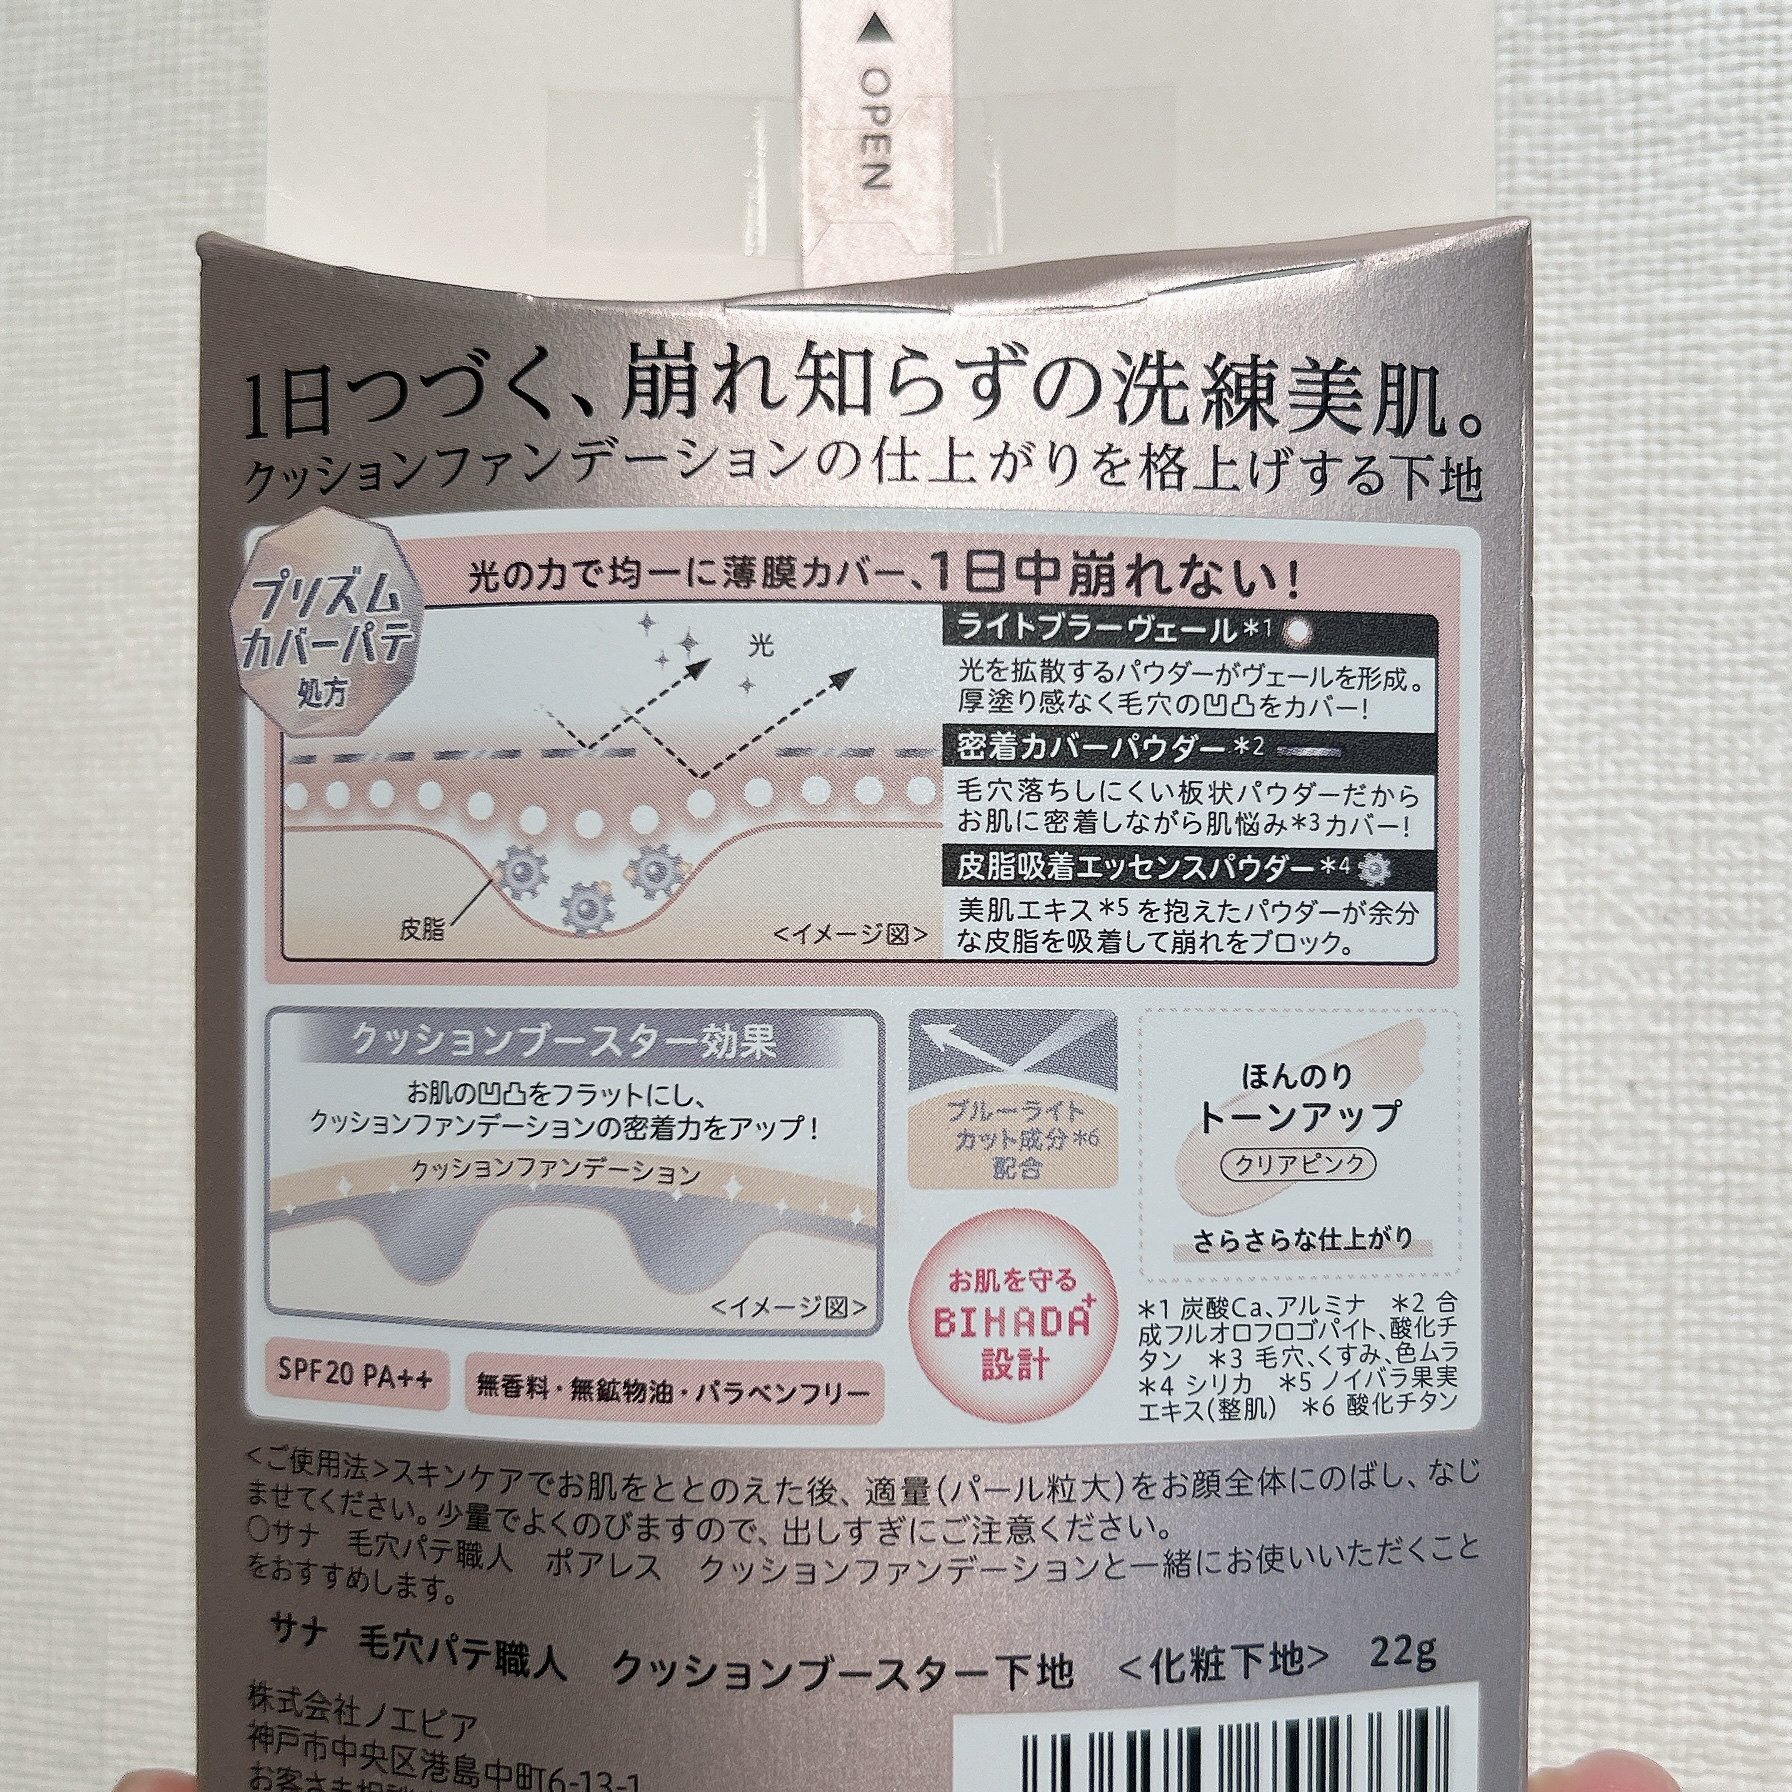 OPEN
1日つづく、崩れ知らずの洗練美肌。
クッションファンデーションの仕上がりを格上げする下地
プリズム
カバーパテ
処方
光の力で均一に薄膜カバー、1日中崩れない!
光
皮脂
<イメージ図>
ライトブラーヴェール*1
光を拡散するパウダーがヴェールを形成。
厚塗り感なく毛穴の凹凸をカバー!
密着カバーパウダー*2
毛穴落ちしにくい板状パウダーだから
お肌に密着しながら肌悩み*3カバー!
皮脂吸着エッセンスパウダー*4
美肌エキス*5を抱えたパウダーが余分
な皮脂を吸着して崩れをブロック。
クッションブースター効果
お肌の凹凸をフラットにし、
クッションファンデーションの密着力をアップ!
クッションファンデーション
<イメージ図>
ブルーライト
カット成分*6
配合
お肌を守る
BIHADA+
設計
ほんのり
トーンアップ
クリアピンク
さらさらな仕上がり
*1 炭酸Ca、アルミナ *2 合
成フルオロフロゴパイト、酸化チ
タン *3 毛穴、くすみ、色ムラ
*4 シリカ *5 ノイバラ果実
エキス(整肌) *6 酸化チタン
SPF20 PA++
無香料・無鉱物油・パラベンフリー
<ご使用法>スキンケアでお肌をととのえた後、適量(パール粒大)をお顔全体にのばし、なじ
ませてください。少量でよくのびますので、出しすぎにご注意ください。
〇サナ 毛穴パテ職人 ポアレス クッションファンデーションと一緒にお使いいただくこと
をおすすめします。
サナ 毛穴パテ職人 クッションブースター下地 <化粧下地> 22g
株式会社ノエビア
神戸市中央区港島中町6-13-1
お客さま相談